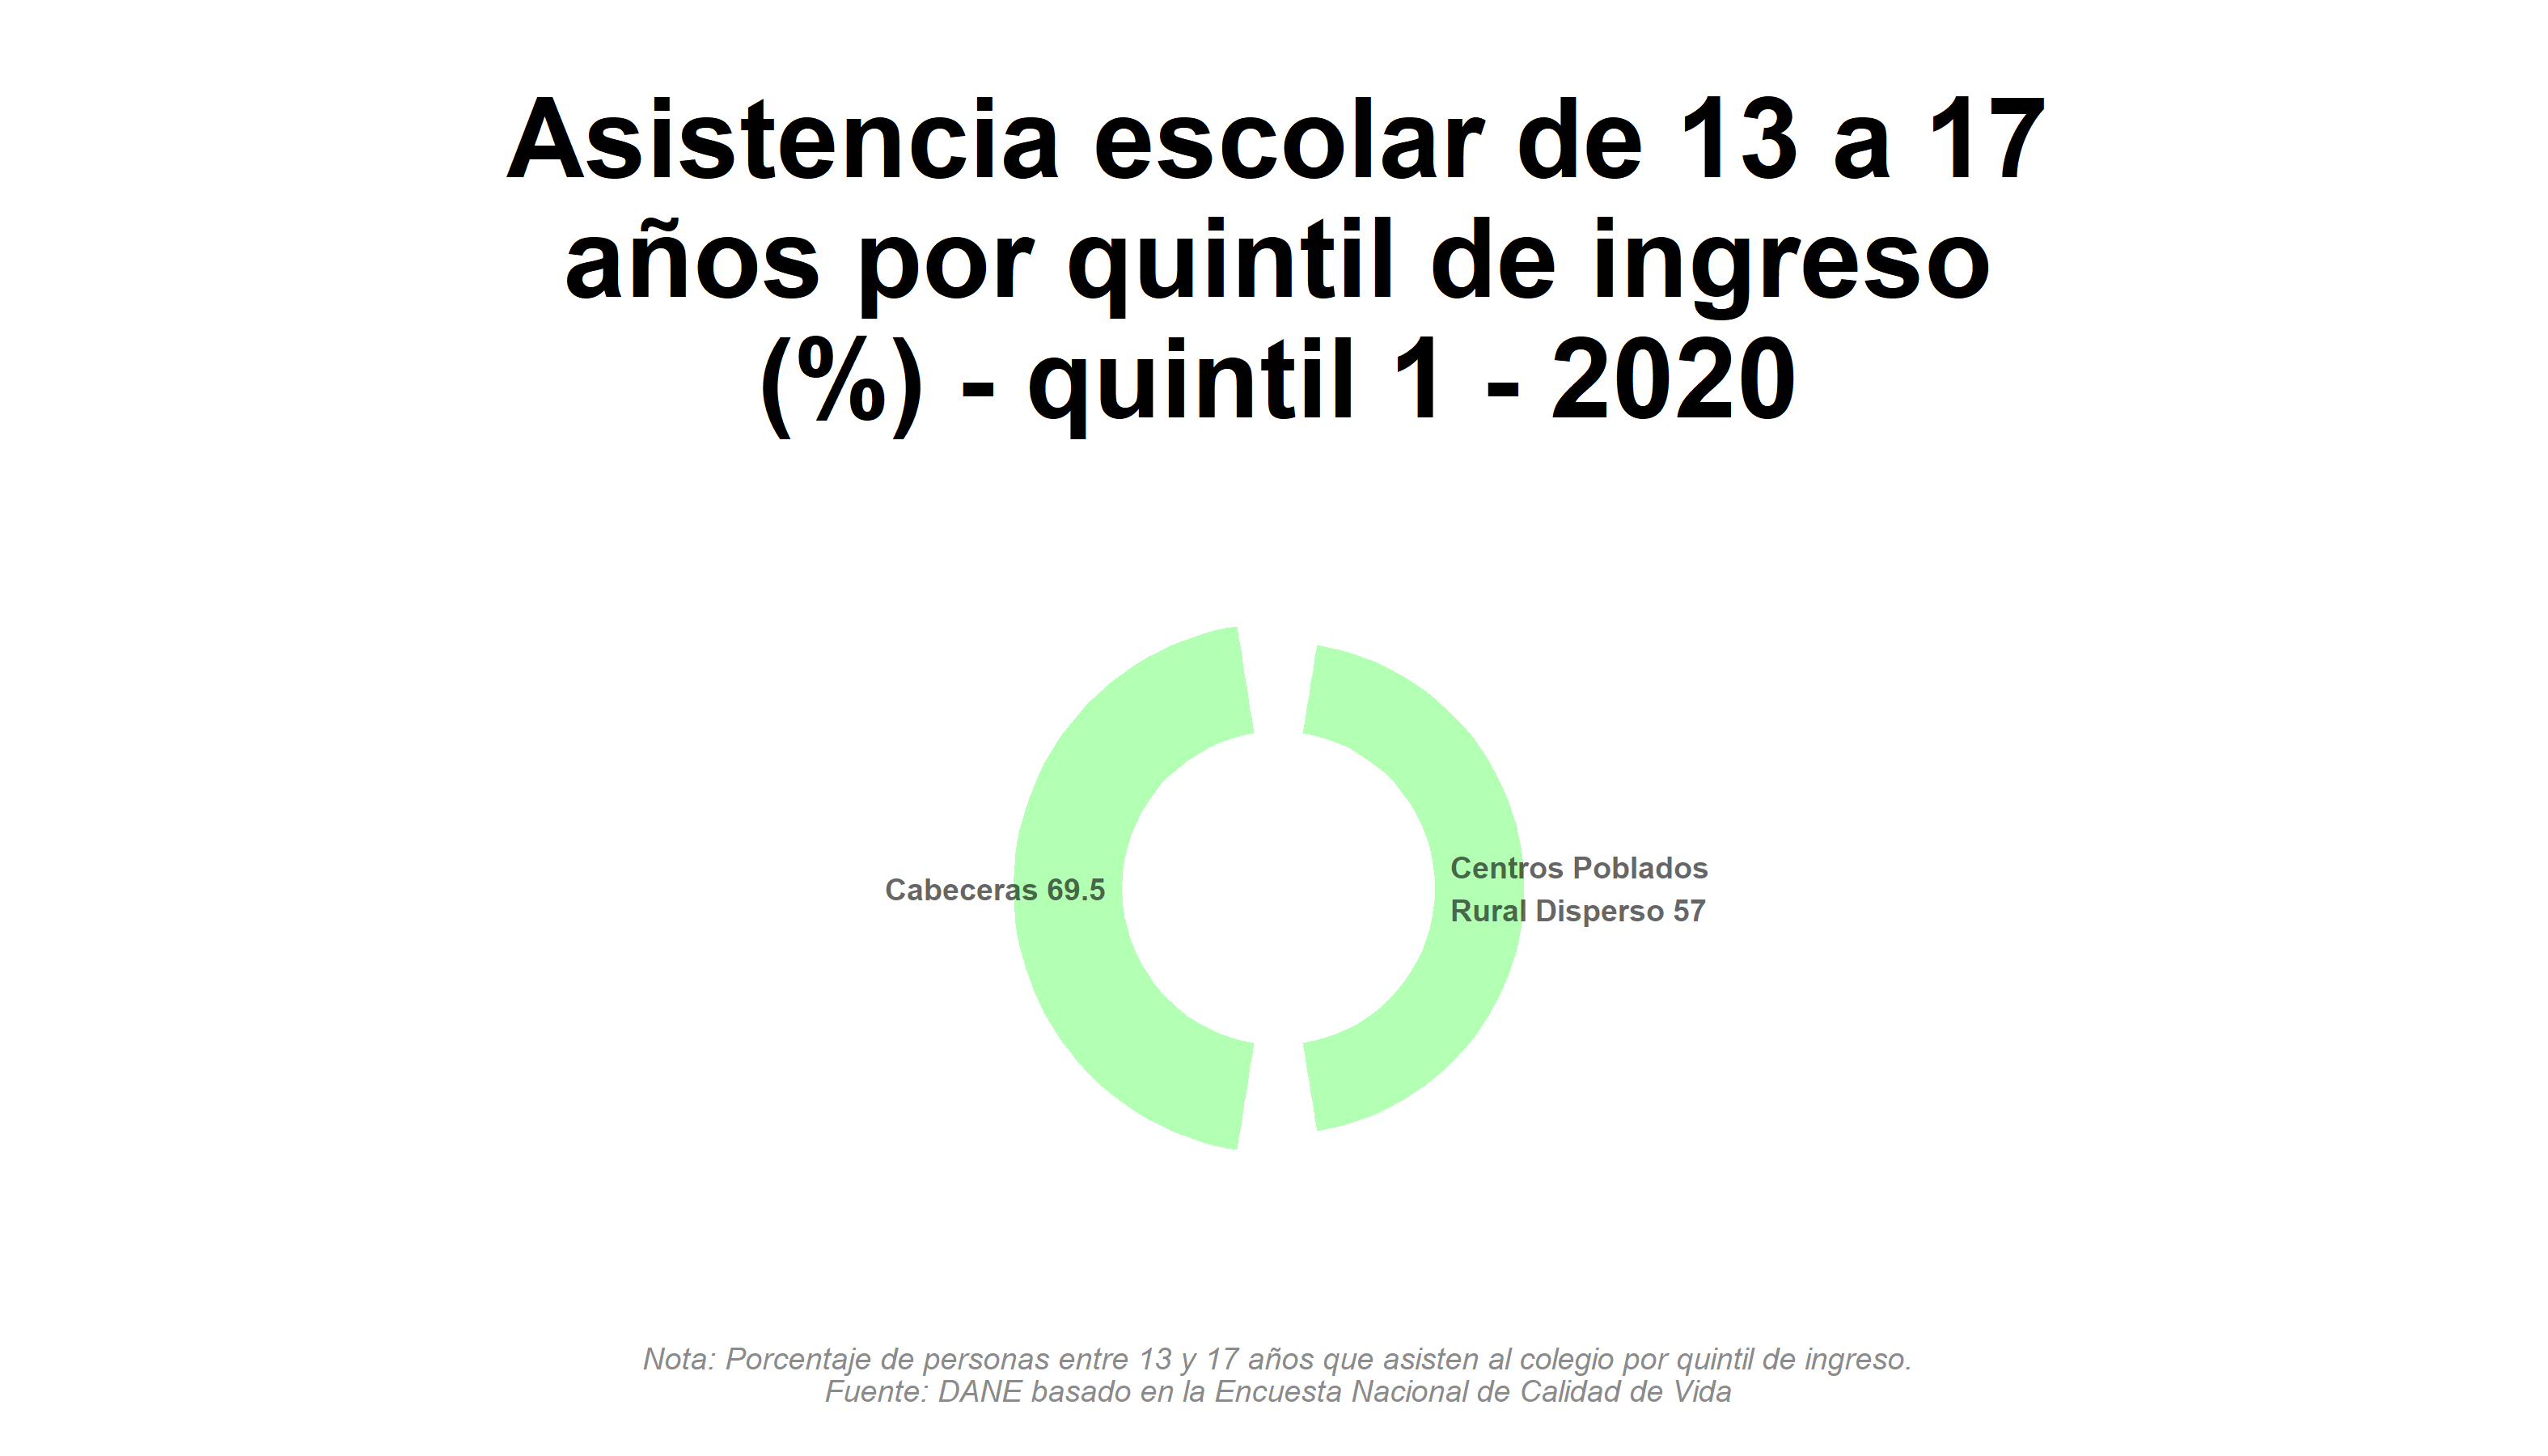 Asistencia escolar de 13 a 17
años por quintil de ingreso
(%) - quintil 1 - 2020
Cabeceras 69.5
Centros Poblados
Rural Disperso 57
Nota: Porcentaje de personas entre 13 y 17 años que asisten al colegio por quintil de ingreso.
Fuente: DANE basado en la Encuesta Nacional de Calidad de Vida